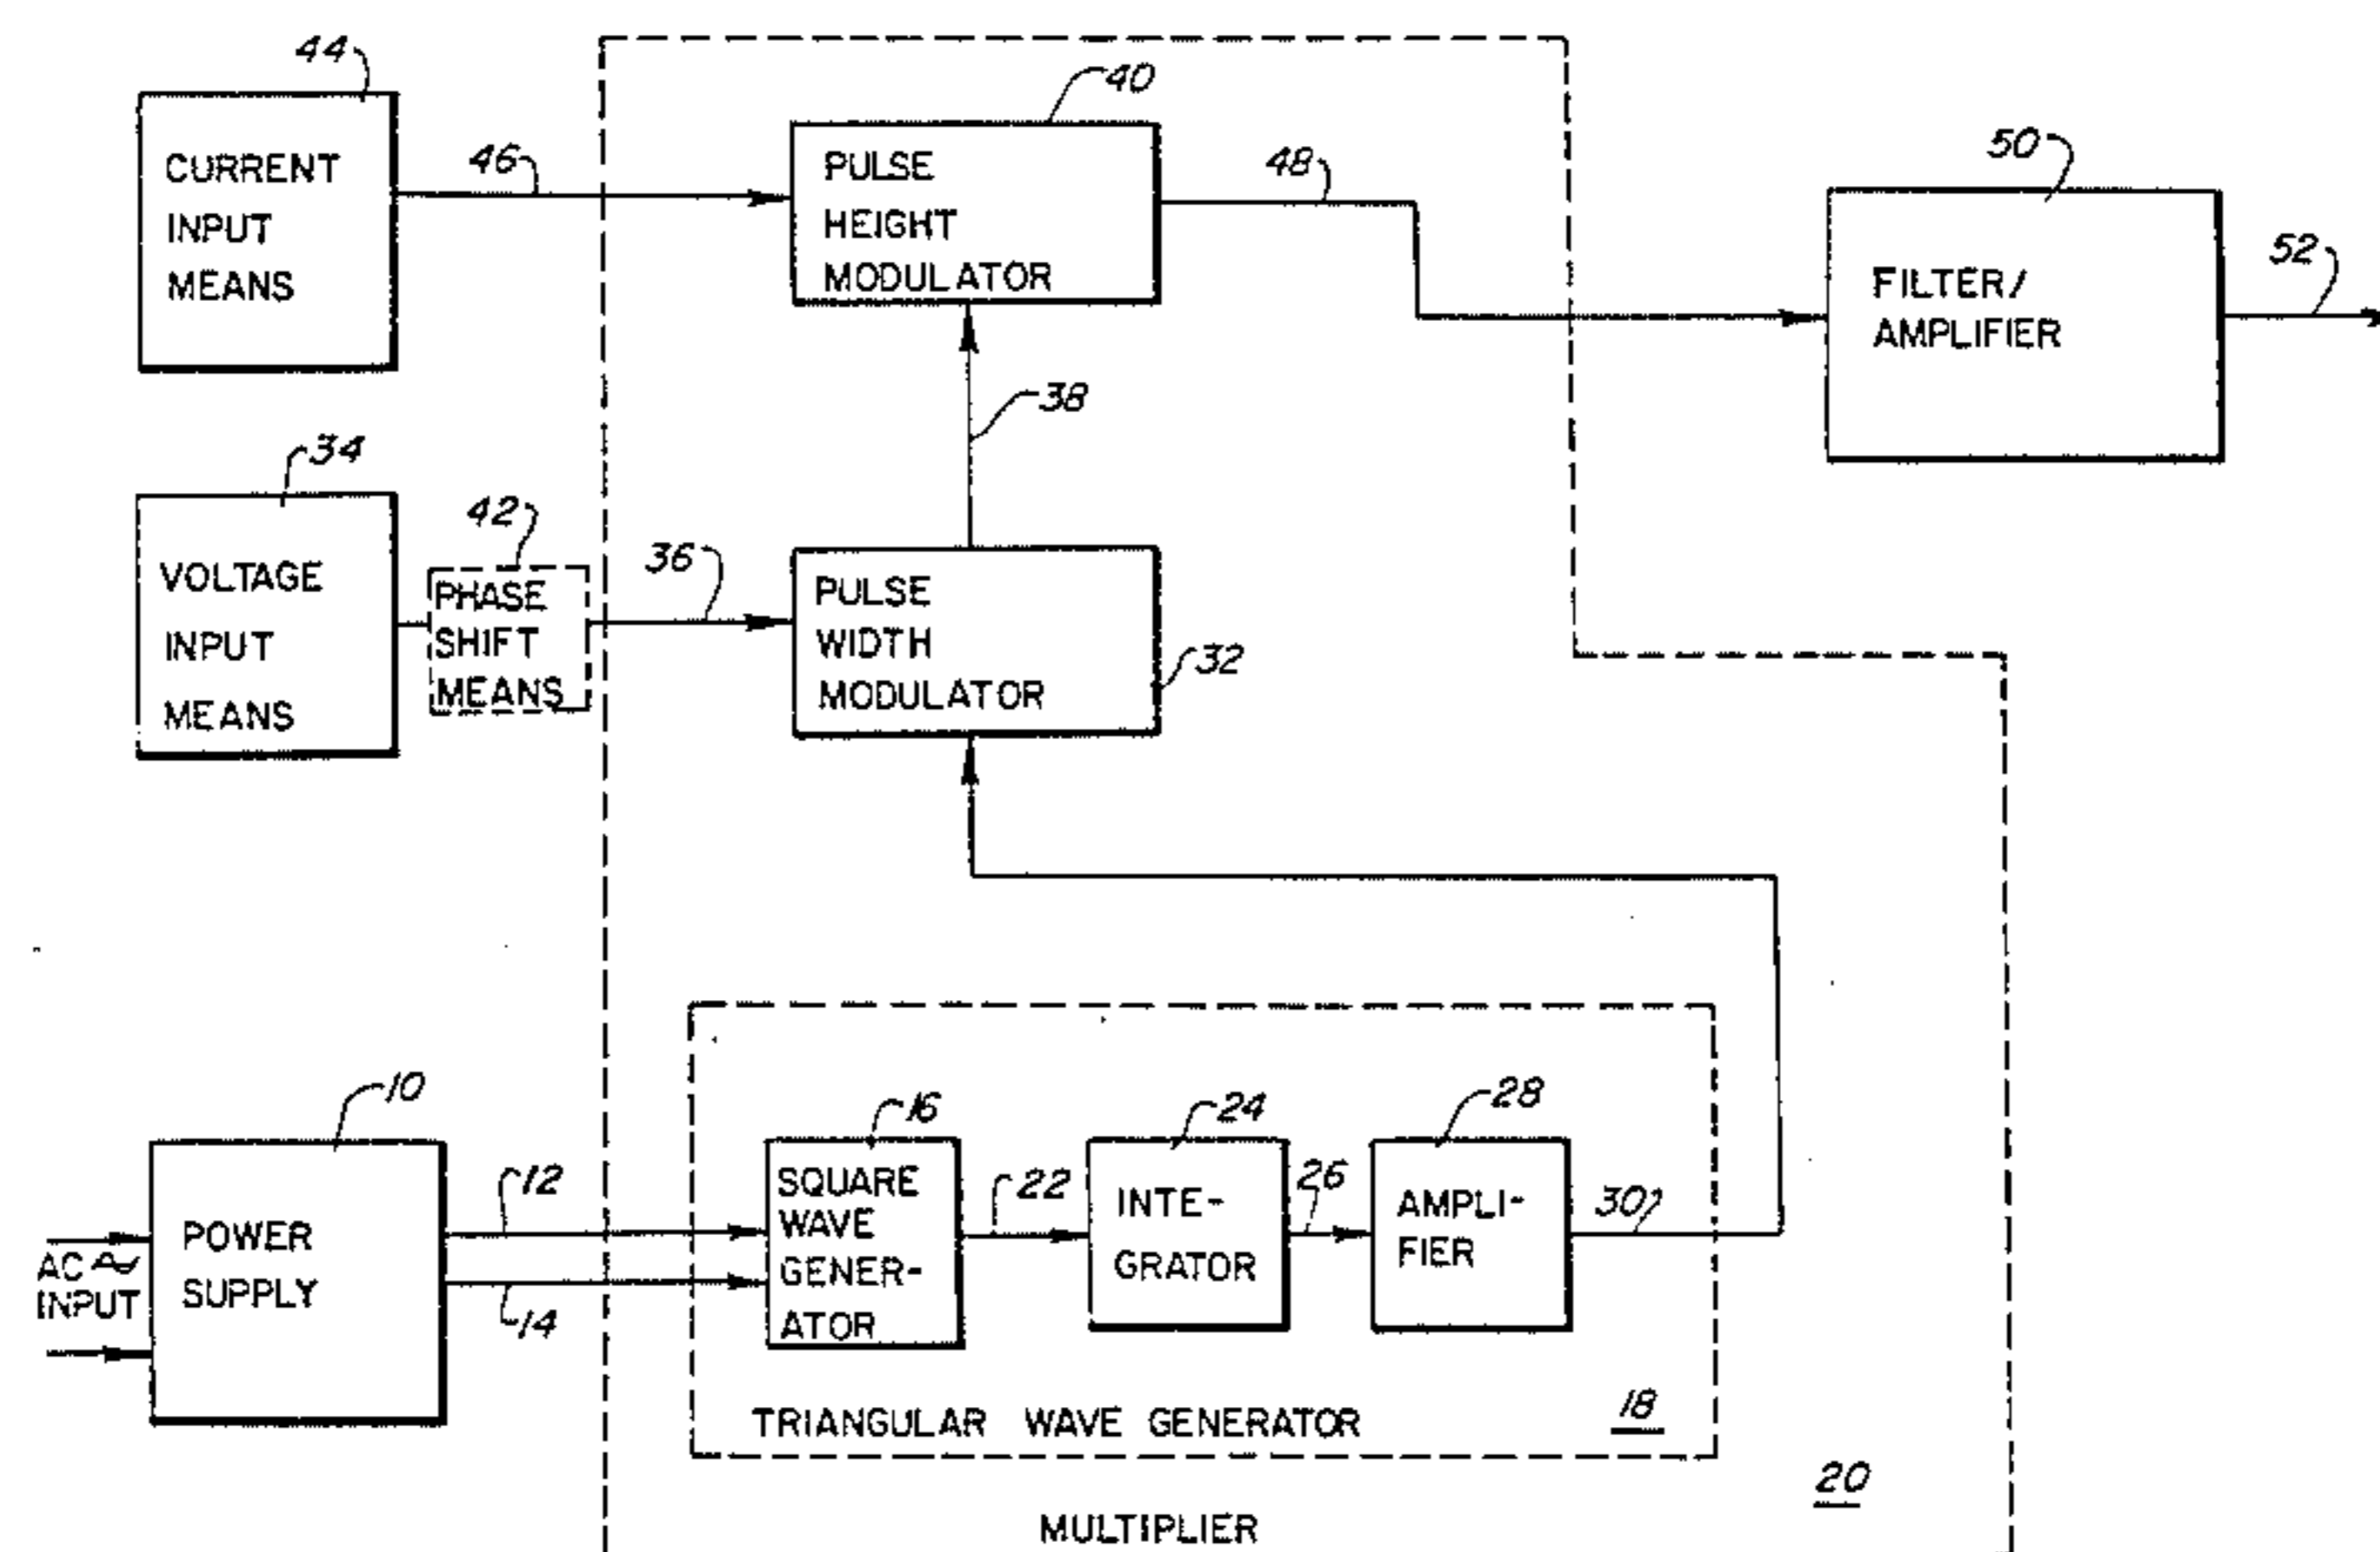 44
CURRENT
INPUT
MEANS
46
40
PULSE
HEIGHT
MODULATOR
48
50
FILTER/
AMPLIFIER
52
38
34
VOLTAGE
INPUT
MEANS
42
PHASE
SHIFT
MEANS
36
PULSE
WIDTH
MODULATOR
32
10
POWER
SUPPLY
AC
INPUT
12
14
16
SQUARE
WAVE
GENER-
ATOR
22
24
INTE-
GRATOR
26
28
AMPLI-
FIER
30
TRIANGULAR WAVE GENERATOR
18
20
MULTIPLIER